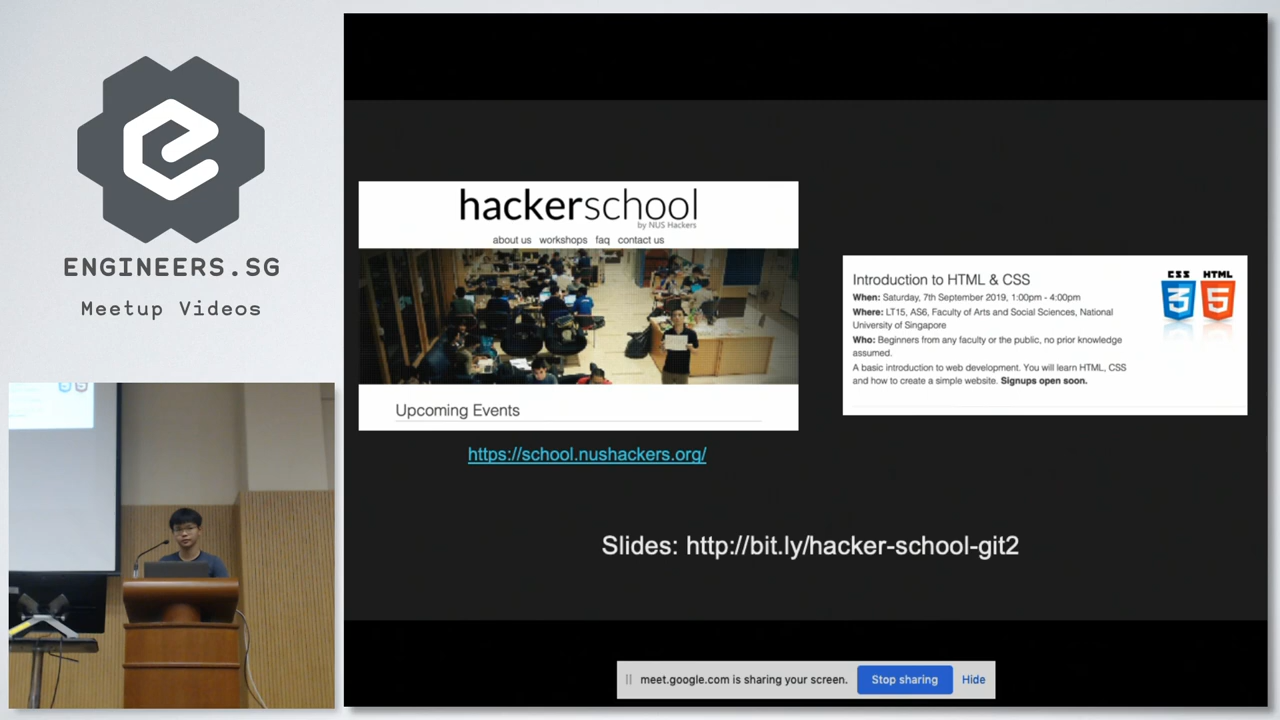 ENGINEERS.SG
Meetup Videos
hackerschool
by NUS Hackers
about us workshops faq contact us
Upcoming Events
https://school.nushackers.org/
Introduction to HTML & CSS
When: Saturday, 7th September 2019, 1:00pm - 4:00pm
Where: LT15, AS6, Faculty of Arts and Social Sciences, National
University of Singapore
Who: Beginners from any faculty or the public, no prior knowledge
assumed.
A basic introduction to web development. You will learn HTML, CSS
and how to create a simple website. Signups open soon.
CSS HTML
3 5
Slides: http://bit.ly/hacker-school-git2
meet.google.com is sharing your screen. Stop sharing Hide